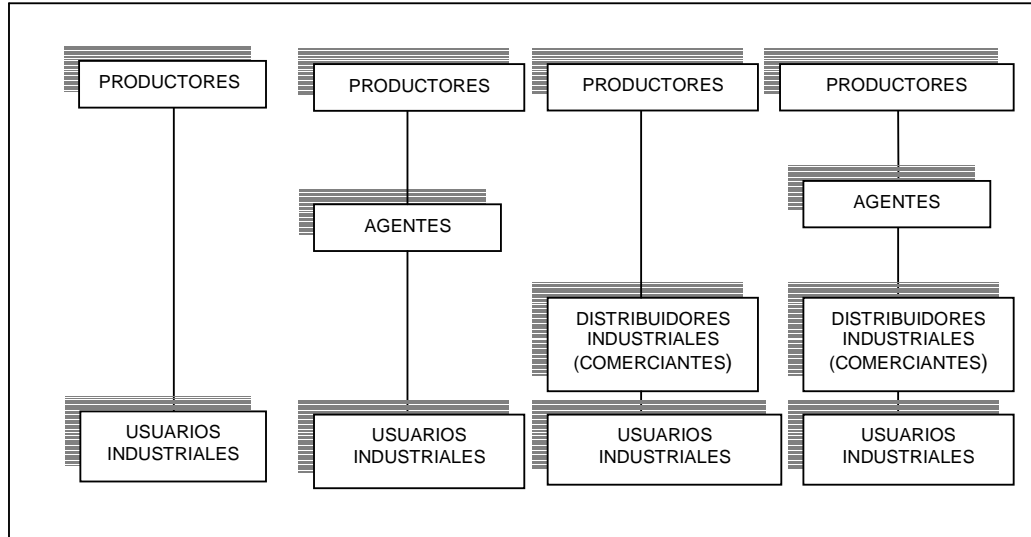 PRODUCTORES
PRODUCTORES
PRODUCTORES
PRODUCTORES
AGENTES
AGENTES
DISTRIBUIDORES
INDUSTRIALES
(COMERCIANTES)
DISTRIBUIDORES
INDUSTRIALES
(COMERCIANTES)
USUARIOS
INDUSTRIALES
USUARIOS
INDUSTRIALES
USUARIOS
INDUSTRIALES
USUARIOS
INDUSTRIALES